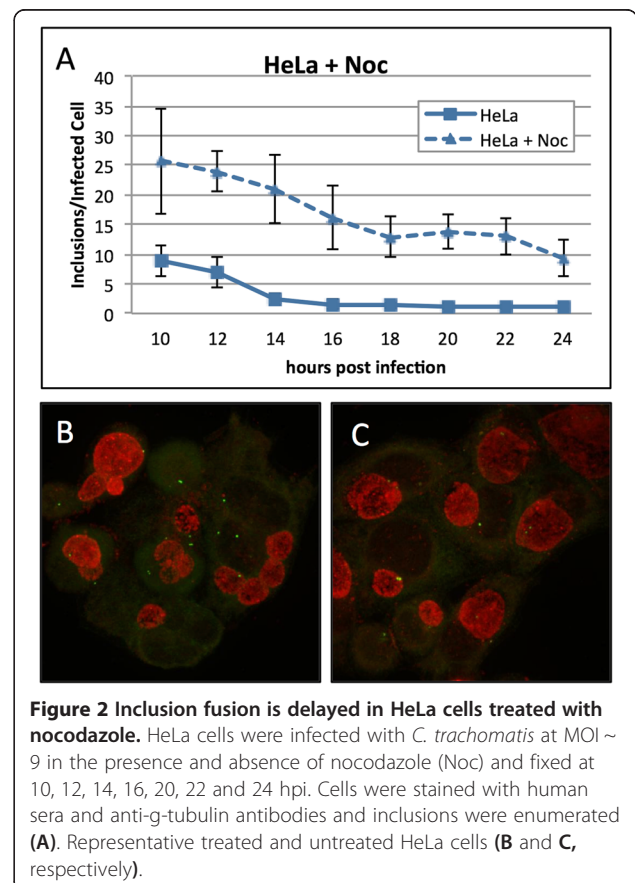 A
HeLa + Noc
40
35
30
25
20
15
10
5
0
Inclusions/Infected Cell
HeLa
HeLa + Noc
10 12 14 16 18 20 22 24
hours post infection
B
C
Figure 2 Inclusion fusion is delayed in HeLa cells treated with
nocodazole. HeLa cells were infected with C. trachomatis at MOI ~
9 in the presence and absence of nocodazole (Noc) and fixed at
10, 12, 14, 16, 20, 22 and 24 hpi. Cells were stained with human
sera and anti-g-tubulin antibodies and inclusions were enumerated
(A). Representative treated and untreated HeLa cells (B and C,
respectively).